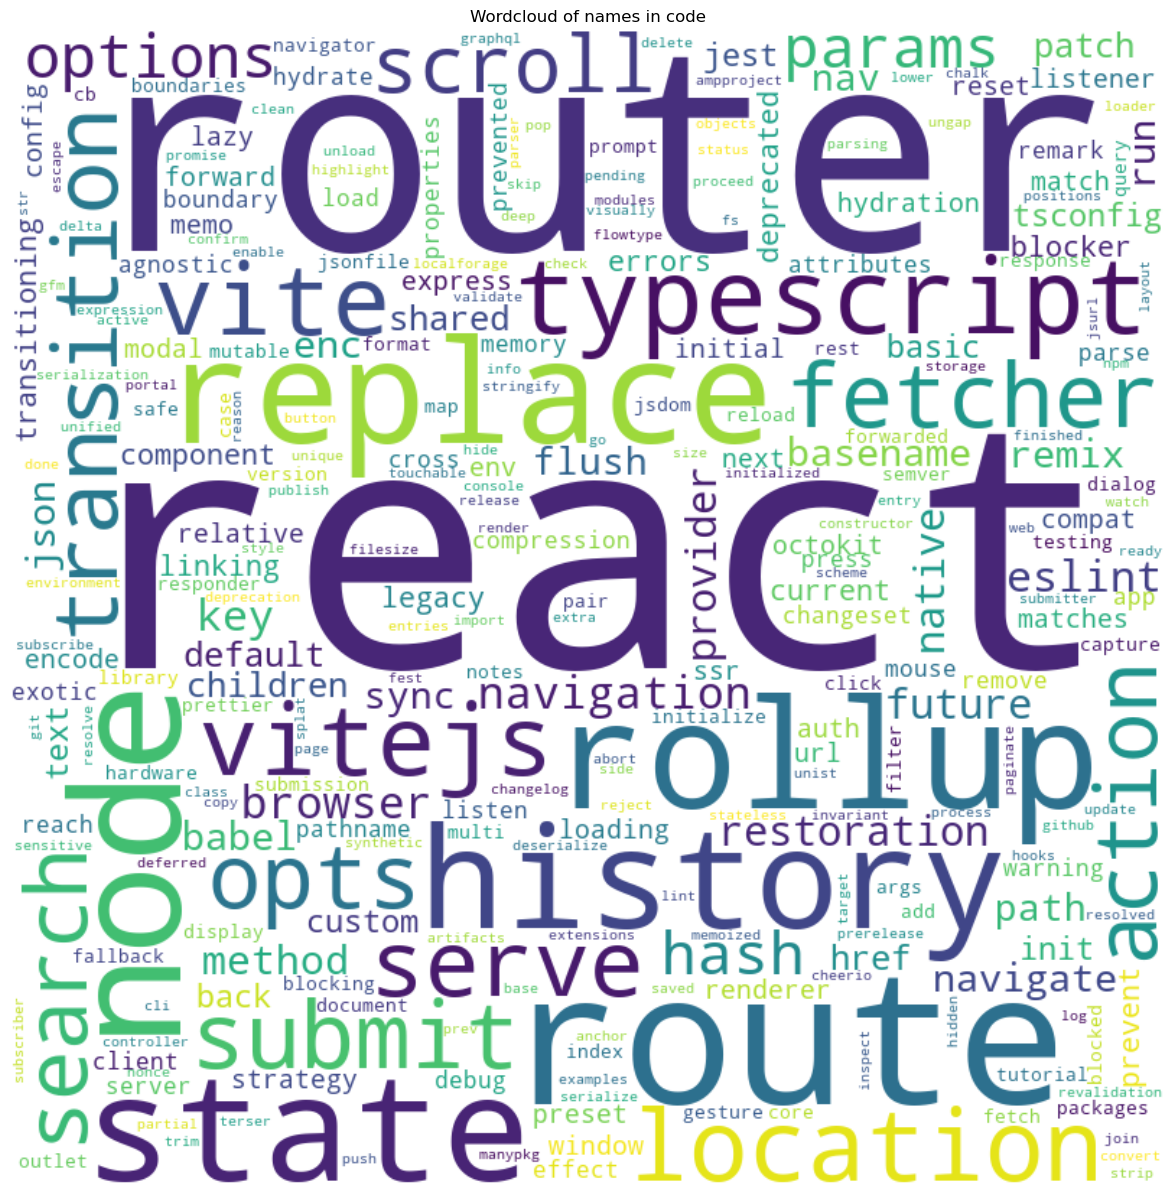 Wordcloud of names in code
options
navigator
scroll
graphql
delete
jest
params
patch
cb
boundaries
hydrate
ampproject
nav
lower
chalk
reset
listener
config
escape
router
clean
lazy
promise
unload
highlight
properties
prevented
parser
pop
objects
status
prompt
skip
pending
proceed
deep
modules
visually
flowtype
fs
deprecated
parsing
ungap
loader
remark
query
run
match
positions
tsconfig
forward
boundary
load
memo
confirm
enable
hydration
blocker
str
delta
transition
transitioning
gfm
agnostic
jsonfile
localforage
check
errors
attributes
response
express
validate
layout
jsurl
vite
shared
typescript
expression
active
modal
mutable
enc
format
memory
initial
rest
basic
parse
npm
storage
serialization
portal
unified
safe
case
reason
replace
button
info
stringify
map
jsdom
reload
fetcher
component
version
unique
cross
hide
env
touchable
console
flush
go
size
next
initialized
basename
forwarded
semver
finished
remix
dialog
done
json
publish
release
entry
watch
react
relative
style
filesize
render
compression
provider
constructor
octokit
press
scheme
native
web
compat
testing
ready
environment
linking
responder
deprecation
legacy
entries
import
pair
extra
current
changeset
eslint
submitter
app
matches
key
subscribe
encode
default
notes
ssr
mouse
capture
library
exotic
children
fest
sync
navigation
click
remove
prettier
git
resolve
text
node
splat
page
vitejs
initialize
auth
future
url
unist
filter
paginate
action
abort
side
rollup
hardware
class
copy
submission
changelog
browser
listen
reject
stateless
invariant
process
update
github
reach
sensitive
babel
pathname
multi
deserialize
loading
restoration
synthetic
deferred
search
opts
history
hooks
warning
lint
target
args
add
path
resolved
custom
display
artifacts
extensions
memoized
prerelease
fallback
method
serve
hash
cheerio
href
init
blocking
base
saved
renderer
navigate
subscriber
cli
back
document
prev
submit
anchor
route
hidden
log
blocked
prevent
controller
client
nonce
server
strategy
debug
index
examples
serialize
inspect
tutorial
revalidation
packages
state
preset
gesture
core
fetch
partial
trim
terser
window
location
join
convert
outlet
push
manypkg
effect
strip